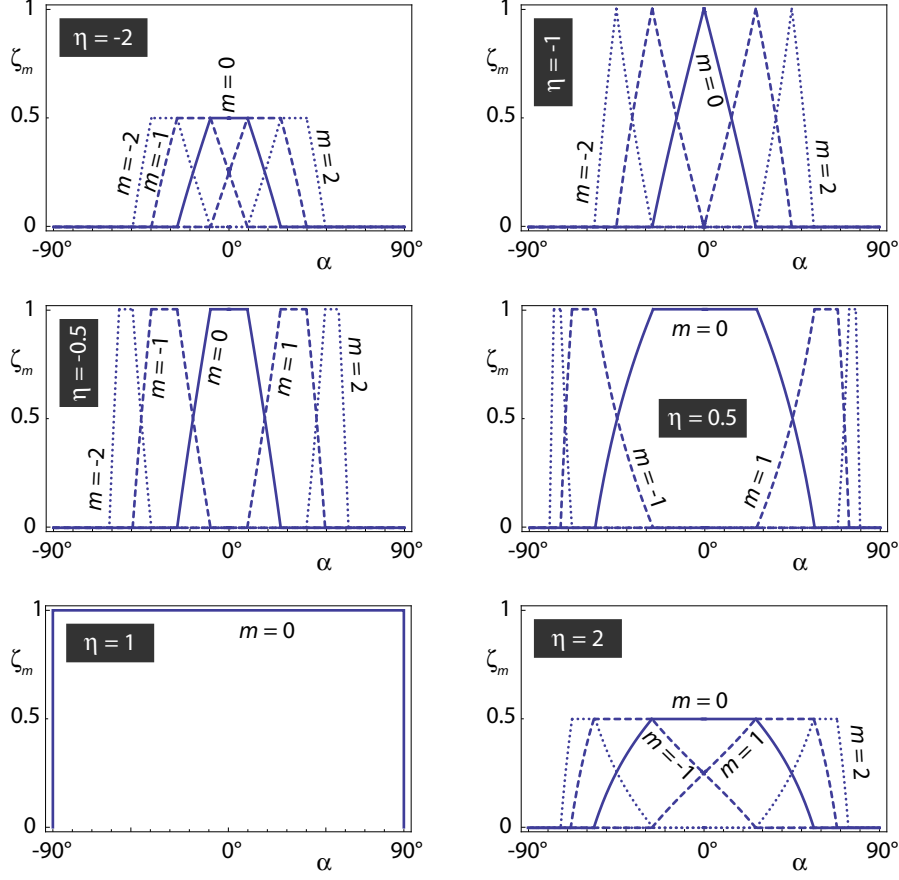 1
η = -2
ζm
m = 0
0.5
m = -2
m = -1
m = 2
0
-90°
0°
α
90°
1
η = -1
ζm
m = 0
0.5
m = -2
m = 2
0
-90°
0°
α
90°
1
η = -0.5
ζm
m = -1
m = 0
m = 1
m = 2
0.5
m = -2
0
-90°
0°
α
90°
1
m = 0
ζm
0.5
η = 0.5
m = -1
m = 1
0
-90°
0°
α
90°
1
η = 1
m = 0
ζm
0.5
0
-90°
0°
α
90°
1
η = 2
ζm
m = 0
0.5
m = -1
m = 1
m = 2
0
-90°
0°
α
90°